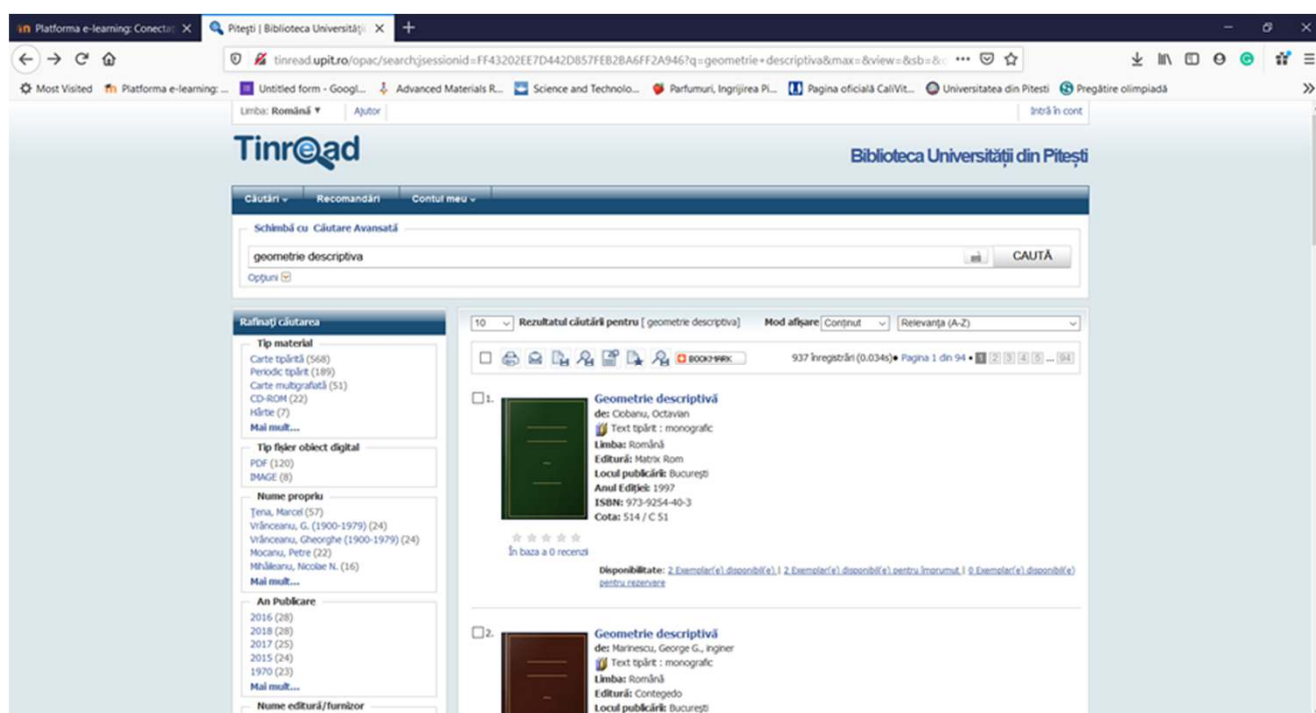 Platforma e-learning: Conectaț
Pitești | Biblioteca Universității
tinread.upit.ro/opac/search;jsessionid=FF43202EE7D442D857FEB2BA6FF2A946?q=geometrie+descriptiva&max=&view=&sb=&
Most Visited Platforma e-learning: ... Untitled form - Googl... Advanced Materials R... Science and Technolo... Parfumuri, Ingrijirea Pi... Pagina oficială CaliVit... Universitatea din Pitesti Pregătire olimpiadă
Limba: Română Ajutor Intră în cont
Tinread
Biblioteca Universității din Pitești
Căutări Recomandări Contul meu
Schimbă cu Căutare Avansată
geometrie descriptiva CAUTĂ
Opțiuni
Rafinați căutarea
Tip material
Carte tipărită (568)
Periodic tipărit (189)
Carte multigrafiată (51)
CD-ROM (22)
Hârtie (7)
Mai mult...
Tip fișier obiect digital
PDF (120)
IMAGE (8)
Nume propriu
Țena, Marcel (57)
Vrânceanu, G. (1900-1979) (24)
Vrânceanu, Gheorghe (1900-1979) (24)
Mocanu, Petre (22)
Mihăileanu, Nicolae N. (16)
Mai mult...
An Publicare
2016 (28)
2018 (28)
2017 (25)
2015 (24)
1970 (23)
Mai mult...
Nume editură/furnizor
10 Rezultatul căutării pentru [ geometrie descriptiva] Mod afișare Conținut Relevanța (A-Z)
BOOKMARK 937 înregistrări (0.034s) • Pagina 1 din 94 • 1 2 3 4 5 ... 94
1.
Geometrie descriptivă
de: Ciobanu, Octavian
Text tipărit : monografic
Limba: Română
Editură: Matrix Rom
Locul publicării: București
Anul Ediției: 1997
ISBN: 973-9254-40-3
Cota: 514 / C 51
În baza a 0 recenzii
Disponibilitate: 2 Exemplar(e) disponibil(e) | 2 Exemplar(e) disponibil(e) pentru împrumut | 0 Exemplar(e) disponibil(e)
pentru rezervare
2.
Geometrie descriptivă
de: Marinescu, George G., inginer
Text tipărit : monografic
Limba: Română
Editură: Contegedo
Locul publicării: București